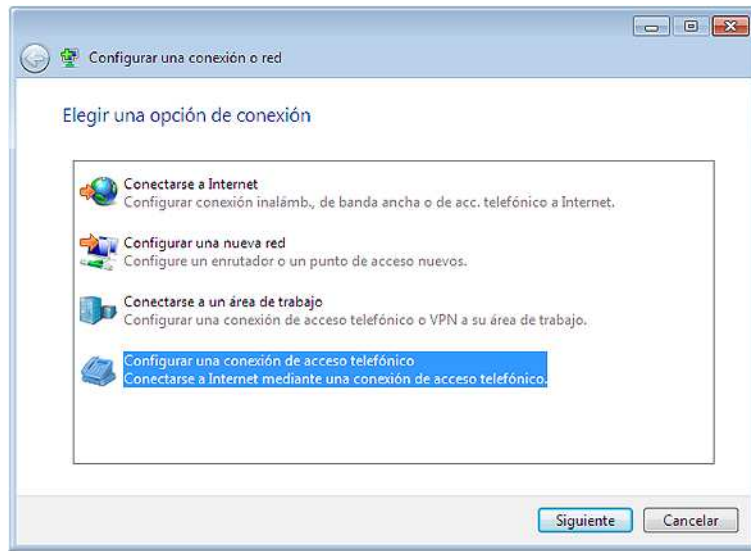 Configurar una conexión o red
Elegir una opción de conexión
Conectarse a Internet
Configurar conexión inalámb., de banda ancha o de acc. telefónico a Internet.
Configurar una nueva red
Configure un enrutador o un punto de acceso nuevos.
Conectarse a un área de trabajo
Configurar una conexión de acceso telefónico o VPN a su área de trabajo.
Configurar una conexión de acceso telefónico
Conectarse a Internet mediante una conexión de acceso telefónico.
Siguiente Cancelar